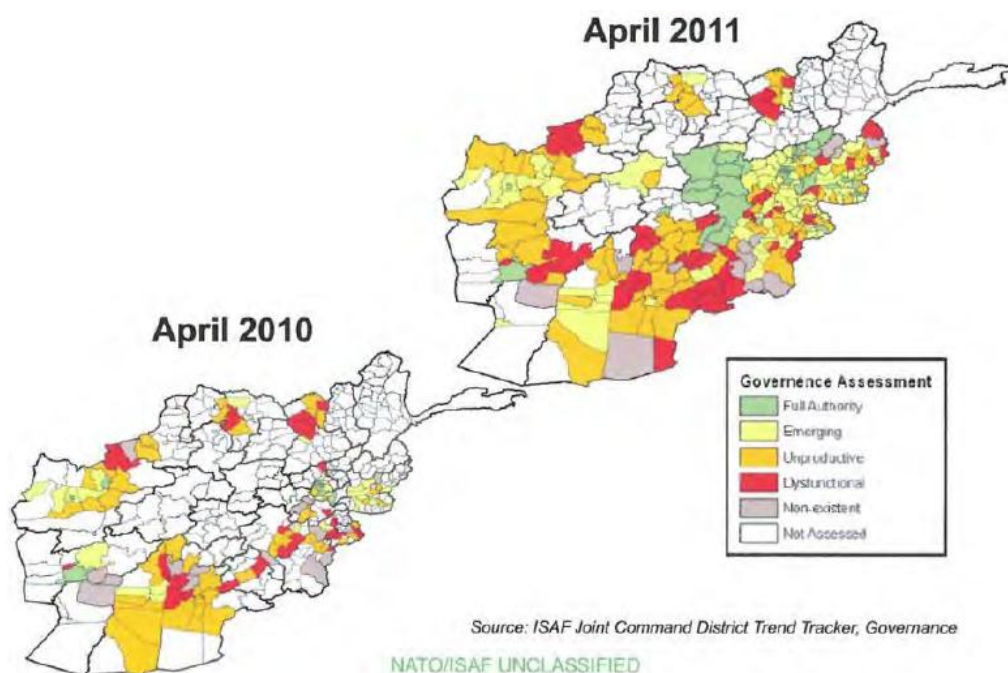 April 2011
April 2010
Governence Assessment
Full Authority
Emerging
Unproductive
Dysfunctional
Non-existent
Not Assessed
Source: ISAF Joint Command District Trend Tracker, Governance
NATO/ISAF UNCLASSIFIED